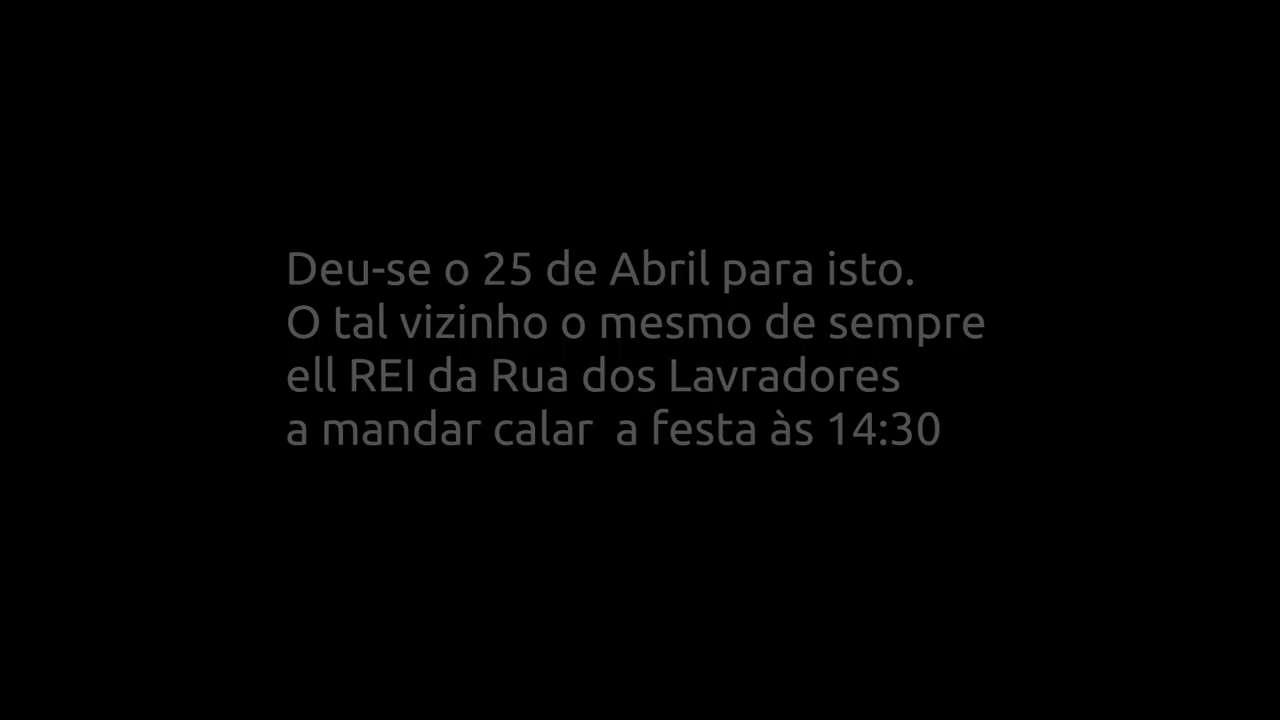 Deu-se o 25 de Abril para isto.
O tal vizinho o mesmo de sempre
ell REI da Rua dos Lavradores
a mandar calar  a festa às 14:30